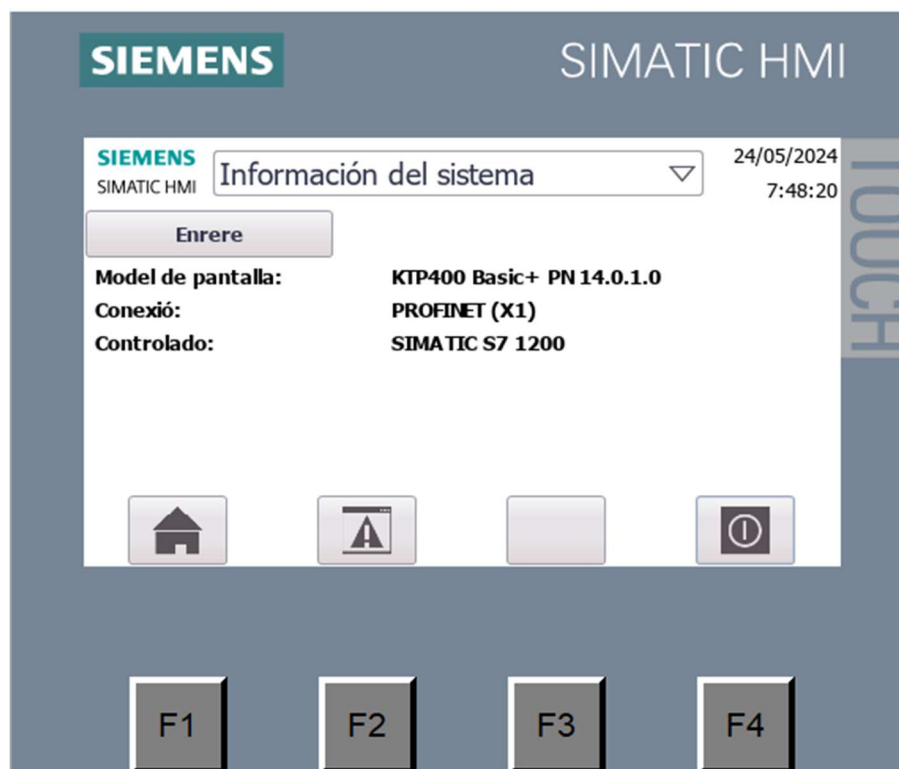 SIEMENS
SIMATIC HMI
SIEMENS
SIMATIC HMI
Información del sistema
24/05/2024
7:48:20
TOUCH
Enrere
Model de pantalla: KTP400 Basic+ PN 14.0.1.0
Conexió: PROFINET (X1)
Controlado: SIMATIC S7 1200
F1 F2 F3 F4